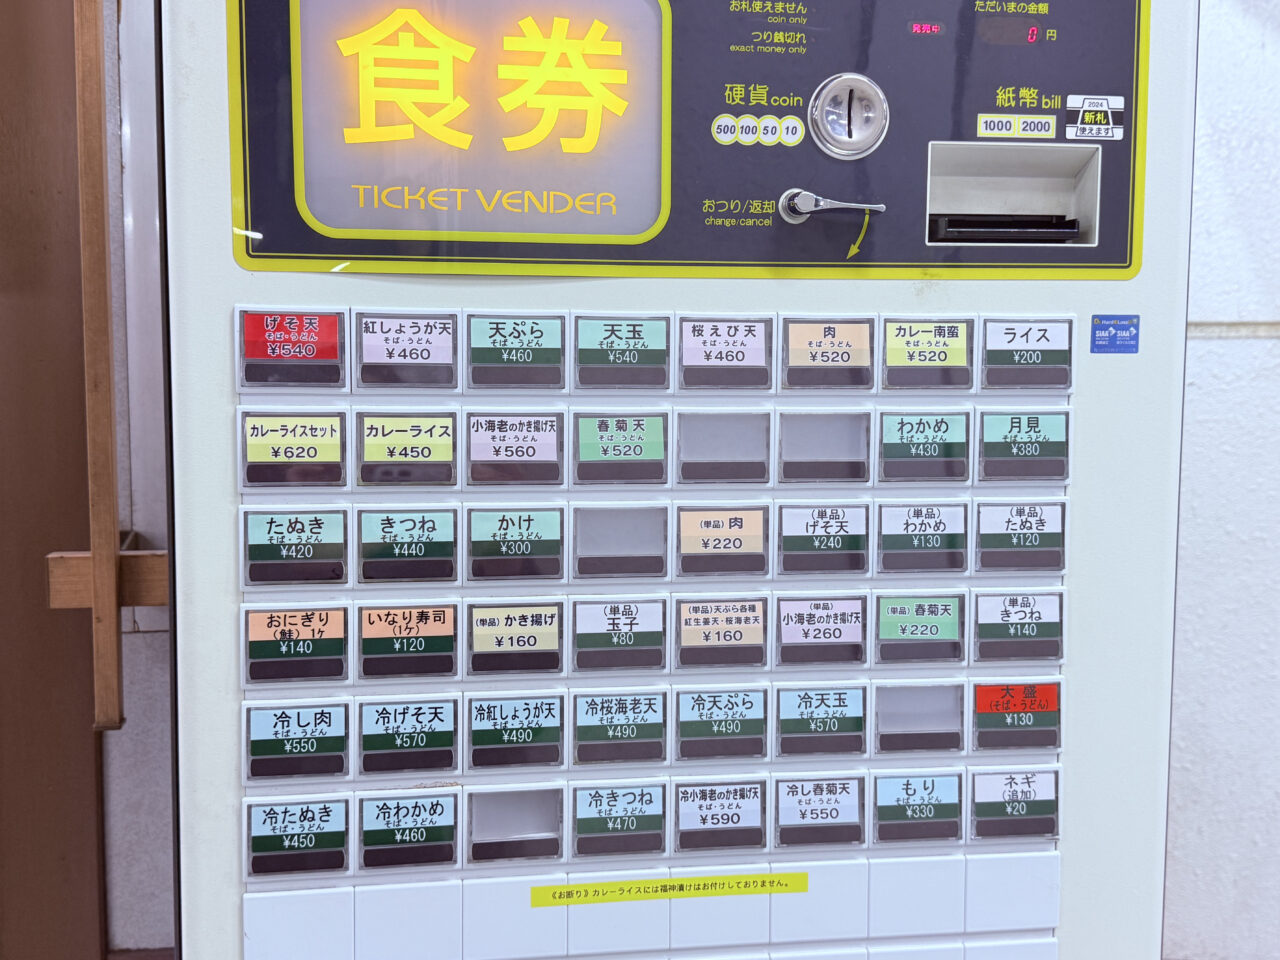 食券
TICKET VENDER
お札使えません
coin only
つり銭切れ
exact money only
発売中
ただいまの金額
0 円
硬貨coin
500 100 50 10
紙幣bill
1000 2000
2024
新札
使えます
おつり/返却
change/cancel
げそ天
そば・うどん
¥540
紅しょうが天
そば・うどん
¥460
天ぷら
そば・うどん
¥460
天玉
そば・うどん
¥540
桜えび天
そば・うどん
¥460
肉
そば・うどん
¥520
カレー南蛮
そば・うどん
¥520
ライス
¥200
カレーライスセット
¥620
カレーライス
¥450
小海老のかき揚げ天
そば・うどん
¥560
春菊天
そば・うどん
¥520
わかめ
そば・うどん
¥430
月見
そば・うどん
¥380
たぬき
そば・うどん
¥420
きつね
そば・うどん
¥440
かけ
そば・うどん
¥300
(単品) 肉
¥220
(単品)
げそ天
¥240
(単品)
わかめ
¥130
(単品)
たぬき
¥120
おにぎり
(鮭) 1ヶ
¥140
いなり寿司
(1ヶ)
¥120
(単品) かき揚げ
¥160
(単品)
玉子
¥80
(単品)天ぷら各種
紅生姜天・桜海老天
¥160
(単品)
小海老のかき揚げ天
¥260
(単品) 春菊天
¥220
(単品)
きつね
¥140
冷し肉
そば・うどん
¥550
冷げそ天
そば・うどん
¥570
冷紅しょうが天
そば・うどん
¥490
冷桜海老天
そば・うどん
¥490
冷天ぷら
そば・うどん
¥490
冷天玉
そば・うどん
¥570
大盛
(そば・うどん)
¥130
冷たぬき
そば・うどん
¥450
冷わかめ
そば・うどん
¥460
冷きつね
そば・うどん
¥470
冷小海老のかき揚げ天
そば・うどん
¥590
冷し春菊天
そば・うどん
¥550
もり
そば・うどん
¥330
ネギ
(追加)
¥20
《お断り》カレーライスには福神漬けはお付けしておりません。